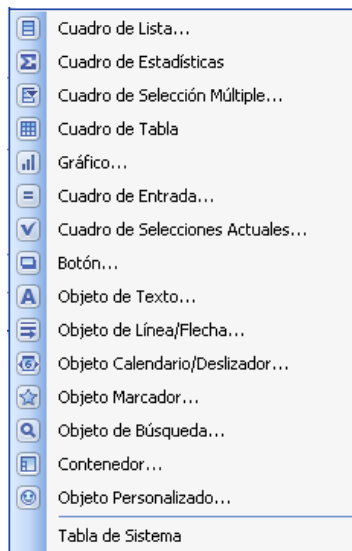 Cuadro de Lista...
Cuadro de Estadísticas
Cuadro de Selección Múltiple...
Cuadro de Tabla
Gráfico...
Cuadro de Entrada...
Cuadro de Selecciones Actuales...
Botón...
Objeto de Texto...
Objeto de Línea/Flecha...
Objeto Calendario/Deslizador...
Objeto Marcador...
Objeto de Búsqueda...
Contenedor...
Objeto Personalizado...
Tabla de Sistema